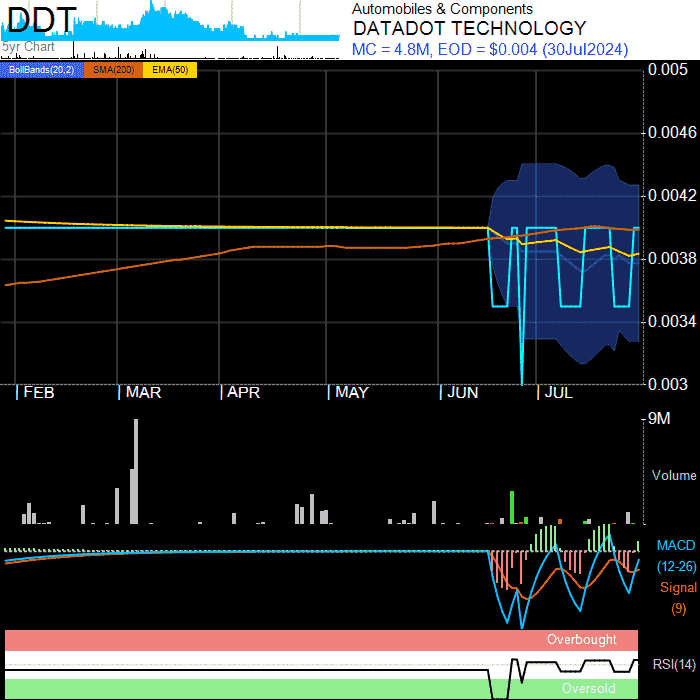 DDT
5yr Chart
Automobiles & Components
DATADOT TECHNOLOGY
MC = 4.8M, EOD = $0.004 (30Jul2024)
BollBands(20,2) SMA(200) EMA(50)
0.005
0.0046
0.0042
0.0038
0.0034
0.003
FEB MAR APR MAY JUN JUL
9M
Volume
MACD
(12-26)
Signal
(9)
Overbought
RSI(14)
Oversold